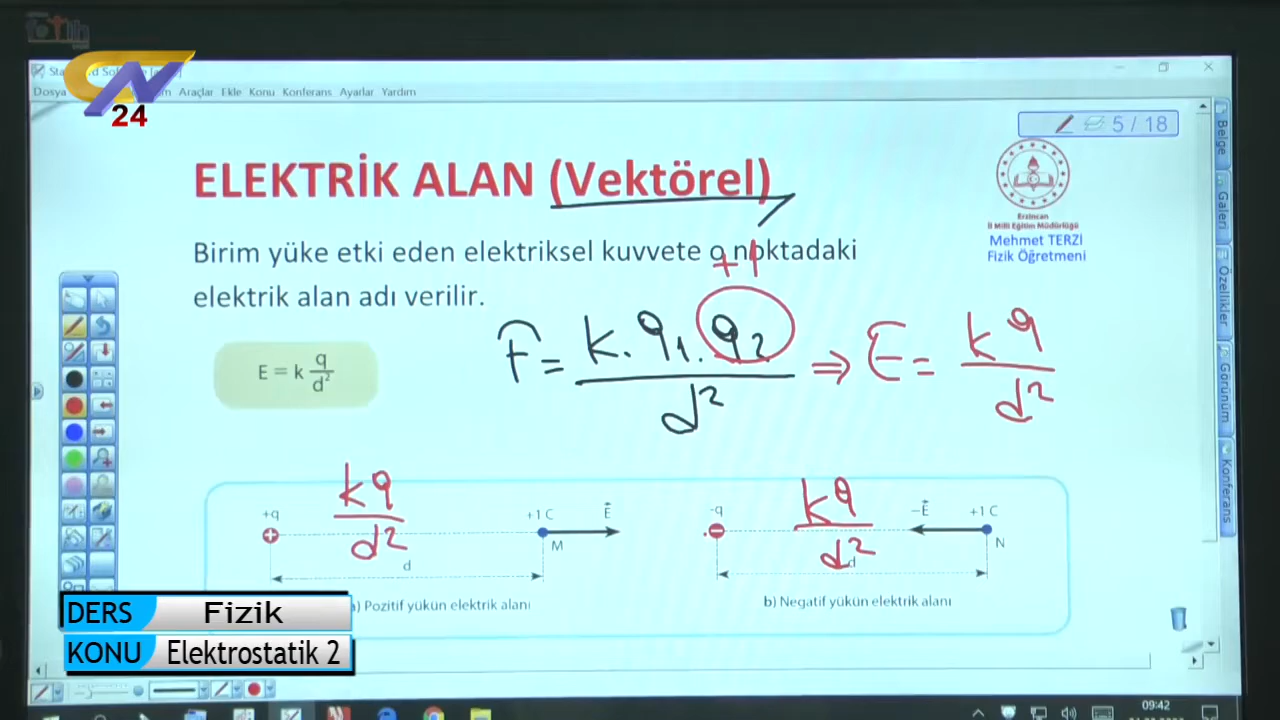 24
Dosya
Araçlar Ekle Konu Konferans Ayarlar Yardım
5 / 18
ELEKTRİK ALAN (Vektörel)
Erzincan
İl Milli Eğitim Müdürlüğü
Mehmet TERZİ
Fizik Öğretmeni
Birim yüke etki eden elektriksel kuvvete o noktadaki
elektrik alan adı verilir.
+1
E = k q/d²
F = k.q1.q2/d² ⇒ E = kq/d²
kq/d²
kq/d²
+q +1 C E
M
d
a) Pozitif yükün elektrik alanı
-q -E +1 C
N
d
b) Negatif yükün elektrik alanı
Belge
Galeri
Özellikler
Görünüm
Konferans
DERS Fizik
KONU Elektrostatik 2
09:42